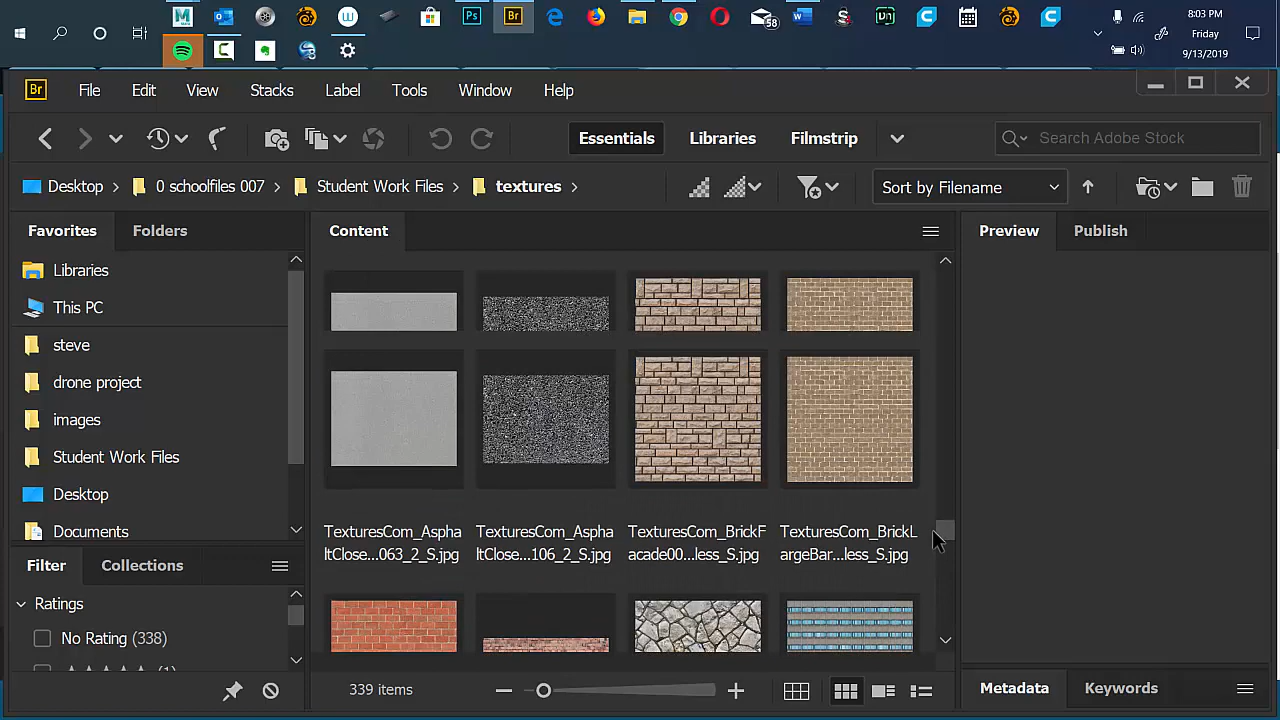 58
8:03 PM
Friday
9/13/2019
Br File Edit View Stacks Label Tools Window Help
Essentials Libraries Filmstrip Search Adobe Stock
Desktop 0 schoolfiles 007 Student Work Files textures Sort by Filename
Favorites Folders Content Preview Publish
Libraries
This PC
steve
drone project
images
Student Work Files
Desktop
Documents
TexturesCom_Aspha TexturesCom_Aspha TexturesCom_BrickF TexturesCom_BrickL
ltClose...063_2_S.jpg ltClose...106_2_S.jpg acade00...less_S.jpg argeBar...less_S.jpg
Filter Collections
Ratings
No Rating (338)
339 items
Metadata Keywords